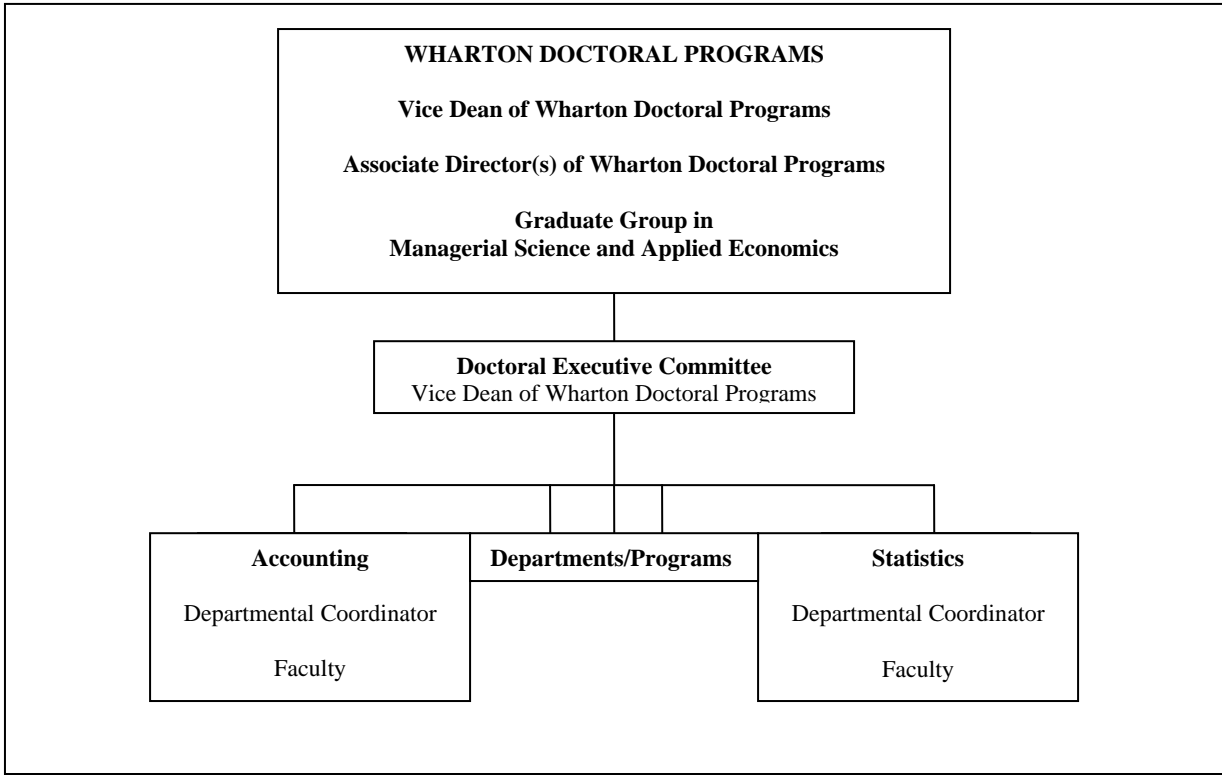 WHARTON DOCTORAL PROGRAMS
Vice Dean of Wharton Doctoral Programs
Associate Director(s) of Wharton Doctoral Programs
Graduate Group in
Managerial Science and Applied Economics
Doctoral Executive Committee
Vice Dean of Wharton Doctoral Programs
Accounting
Departmental Coordinator
Faculty
Departments/Programs
Statistics
Departmental Coordinator
Faculty